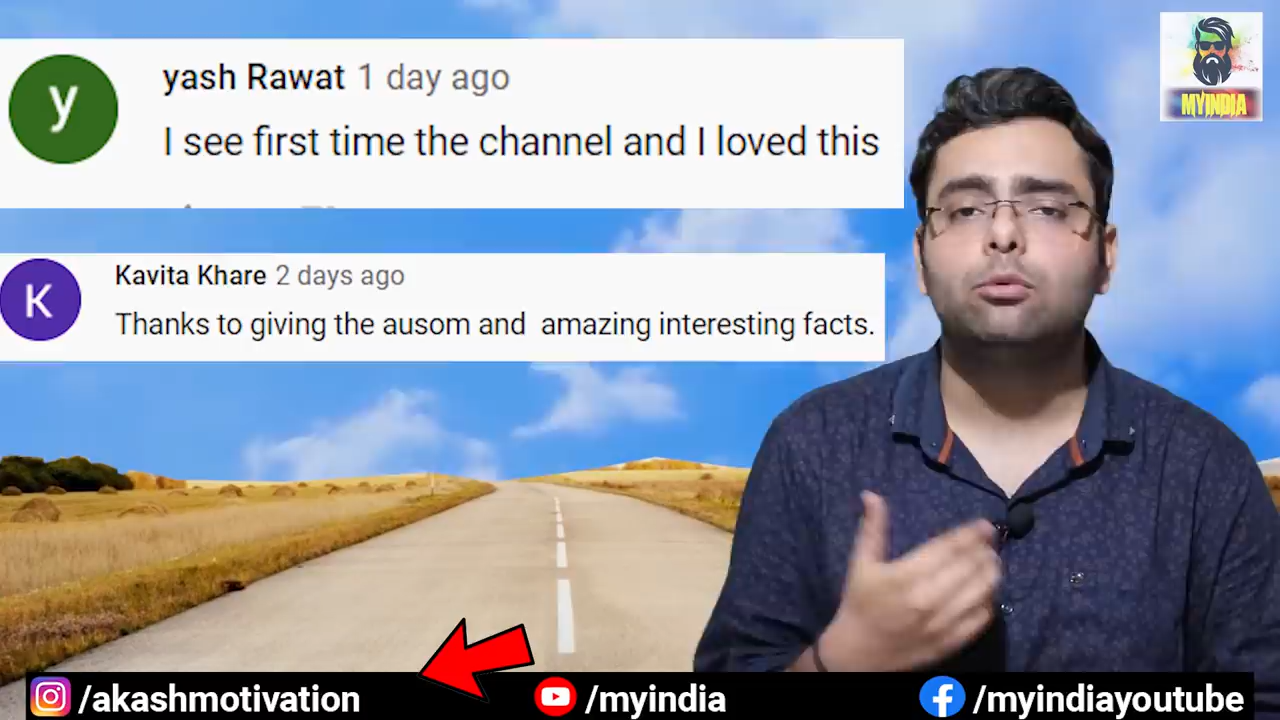 y
yash Rawat 1 day ago
I see first time the channel and I loved this
K
Kavita Khare 2 days ago
Thanks to giving the ausom and amazing interesting facts.
MYINDIA
/akashmotivation
/myindia
/myindiayoutube